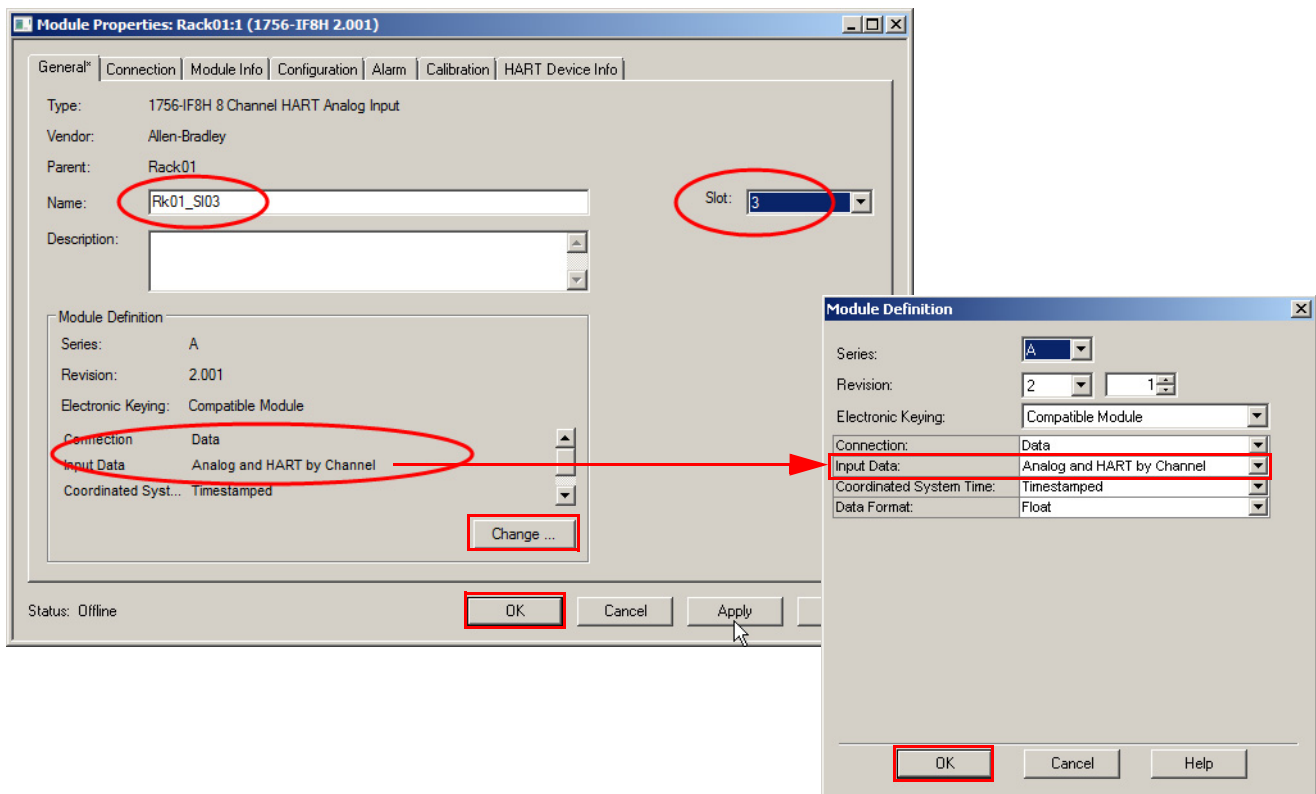 Module Properties: Rack01:1 (1756-IF8H 2.001)
General* Connection Module Info Configuration Alarm Calibration HART Device Info
Type: 1756-IF8H 8 Channel HART Analog Input
Vendor: Allen-Bradley
Parent: Rack01
Name: Rk01_Sl03 Slot: 3
Description:
Module Definition
Series: A
Revision: 2.001
Electronic Keying: Compatible Module
Connection Data
Input Data Analog and HART by Channel
Coordinated Syst... Timestamped
Change ...
Status: Offline OK Cancel Apply
Module Definition
Series: A
Revision: 2 1
Electronic Keying: Compatible Module
Connection: Data
Input Data: Analog and HART by Channel
Coordinated System Time: Timestamped
Data Format: Float
OK Cancel Help